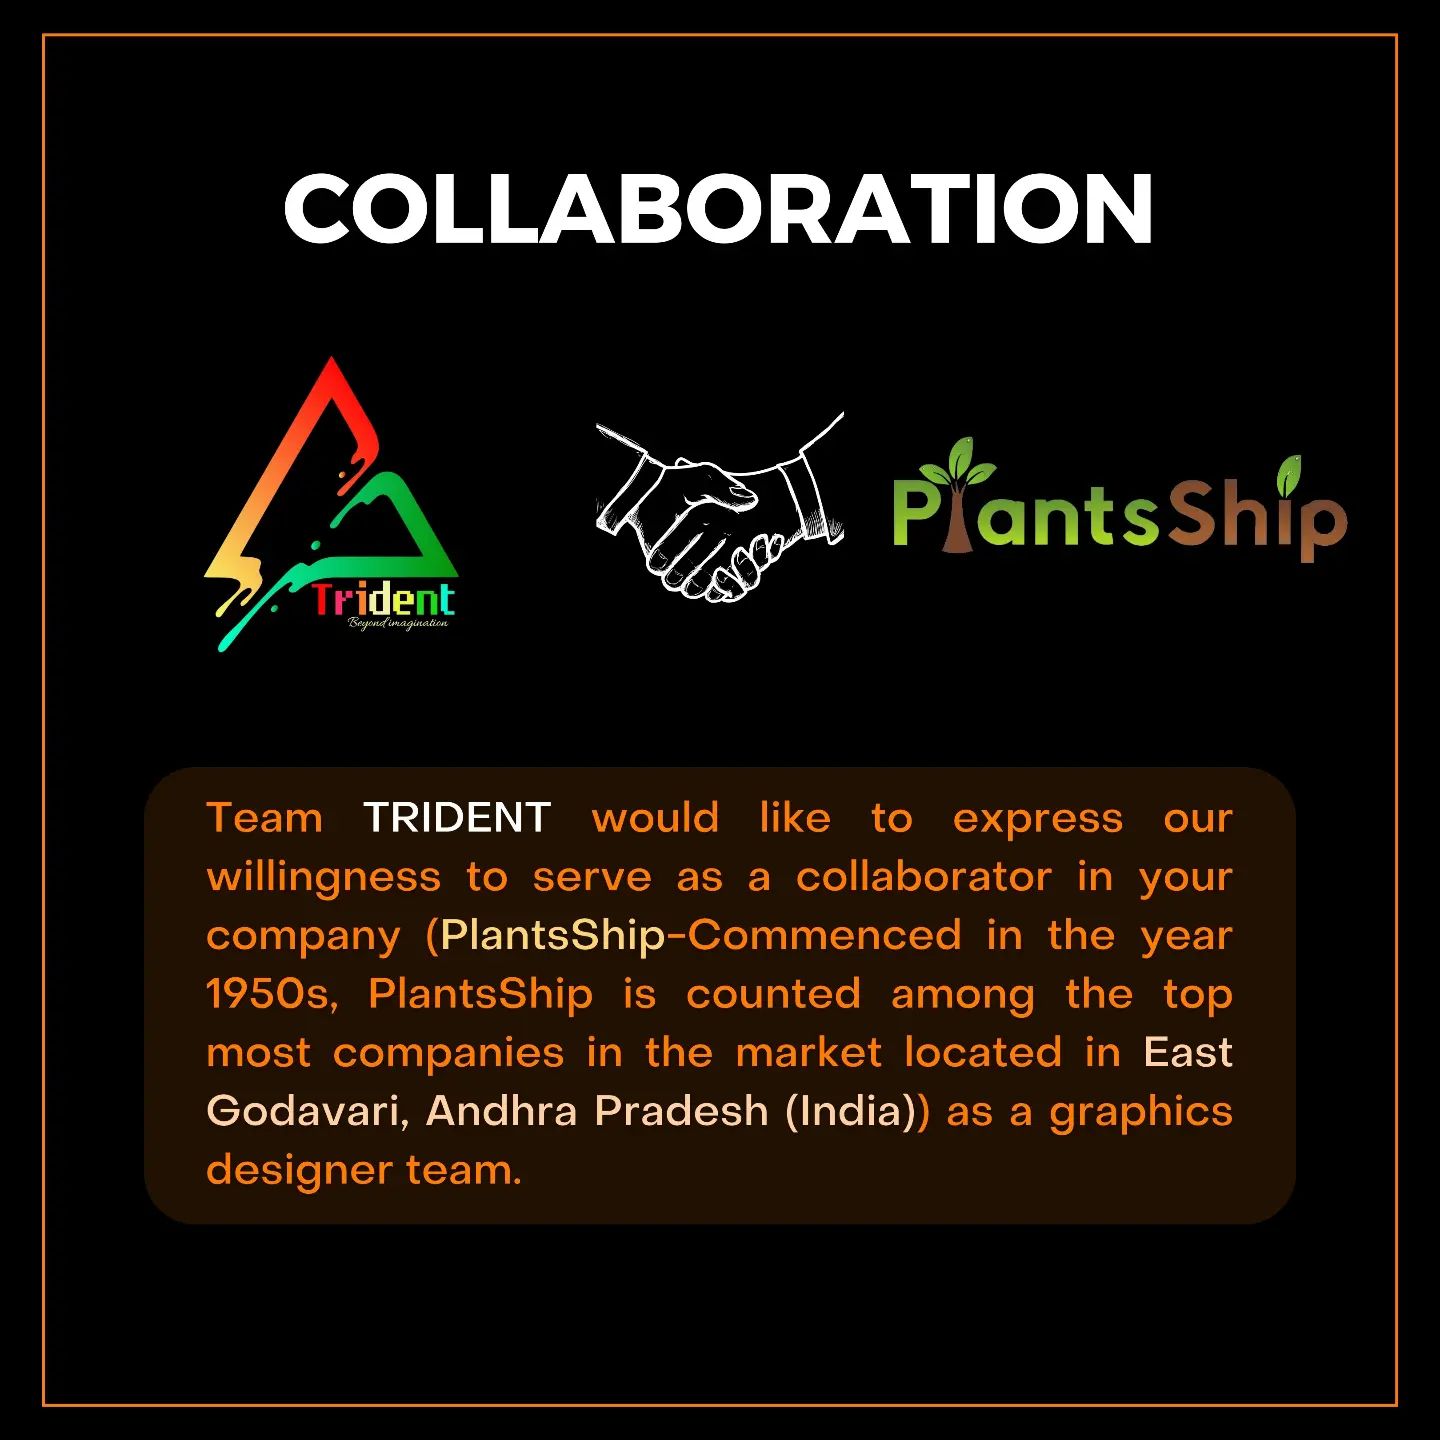 COLLABORATION
Trident
Beyond imagination
PlantsShip
Team TRIDENT would like to express our
willingness to serve as a collaborator in your
company (PlantsShip-Commenced in the year
1950s, PlantsShip is counted among the top
most companies in the market located in East
Godavari, Andhra Pradesh (India)) as a graphics
designer team.